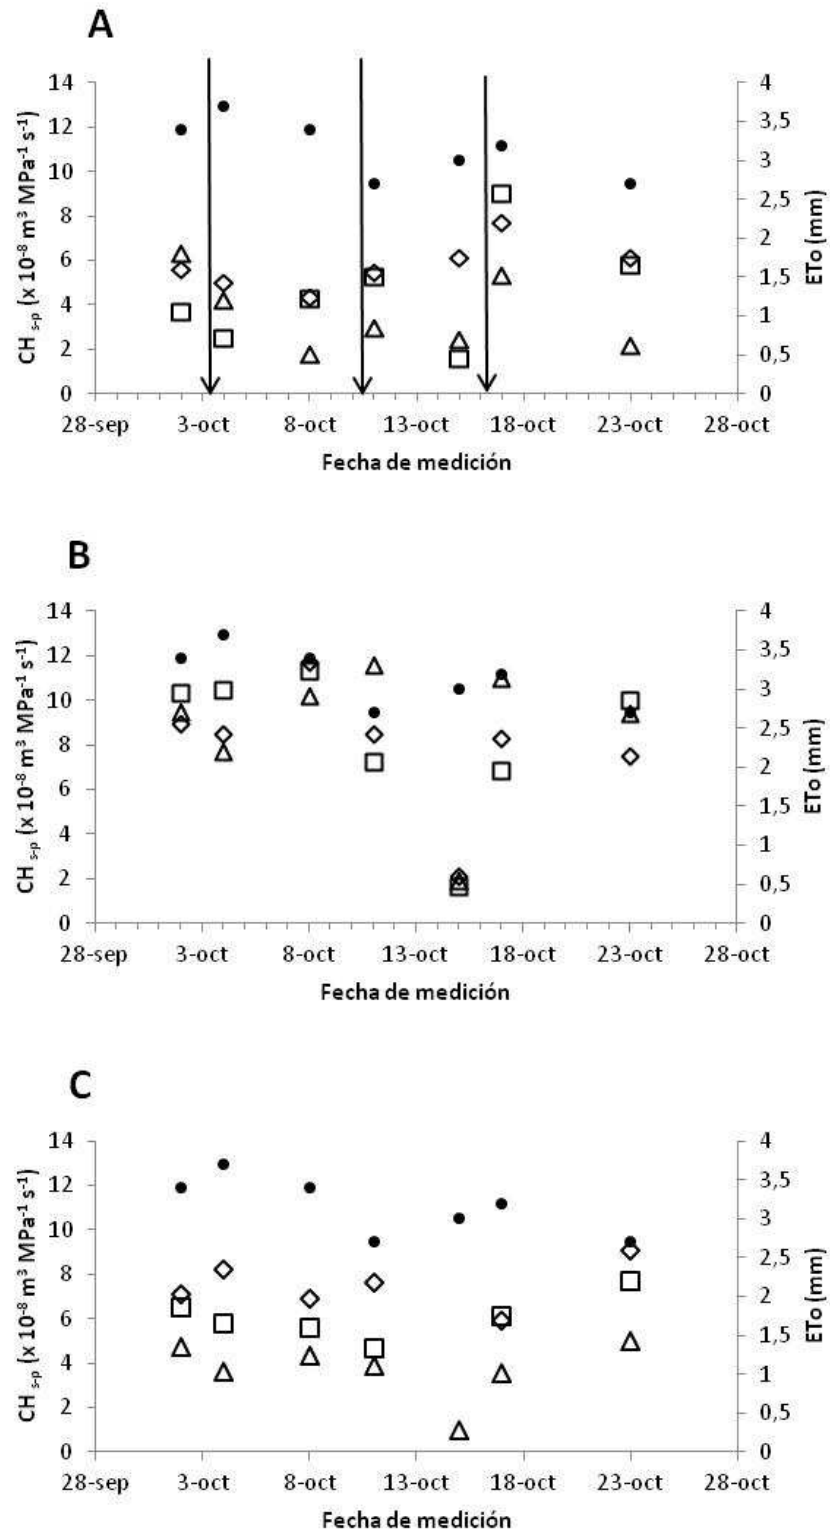 A
14 12 10 8 6 4 2 0
CH s-p (x 10-8 m3 MPa-1 s-1)
4 3,5 3 2,5 2 1,5 1 0,5 0
ETo (mm)
28-sep 3-oct 8-oct 13-oct 18-oct 23-oct 28-oct
Fecha de medición
B
14 12 10 8 6 4 2 0
CH s-p (x 10-8 m3 MPa-1 s-1)
4 3,5 3 2,5 2 1,5 1 0,5 0
ETo (mm)
28-sep 3-oct 8-oct 13-oct 18-oct 23-oct 28-oct
Fecha de medición
C
14 12 10 8 6 4 2 0
CH s-p (x 10-8 m3 MPa-1 s-1)
4 3,5 3 2,5 2 1,5 1 0,5 0
ETo (mm)
28-sep 3-oct 8-oct 13-oct 18-oct 23-oct 28-oct
Fecha de medición